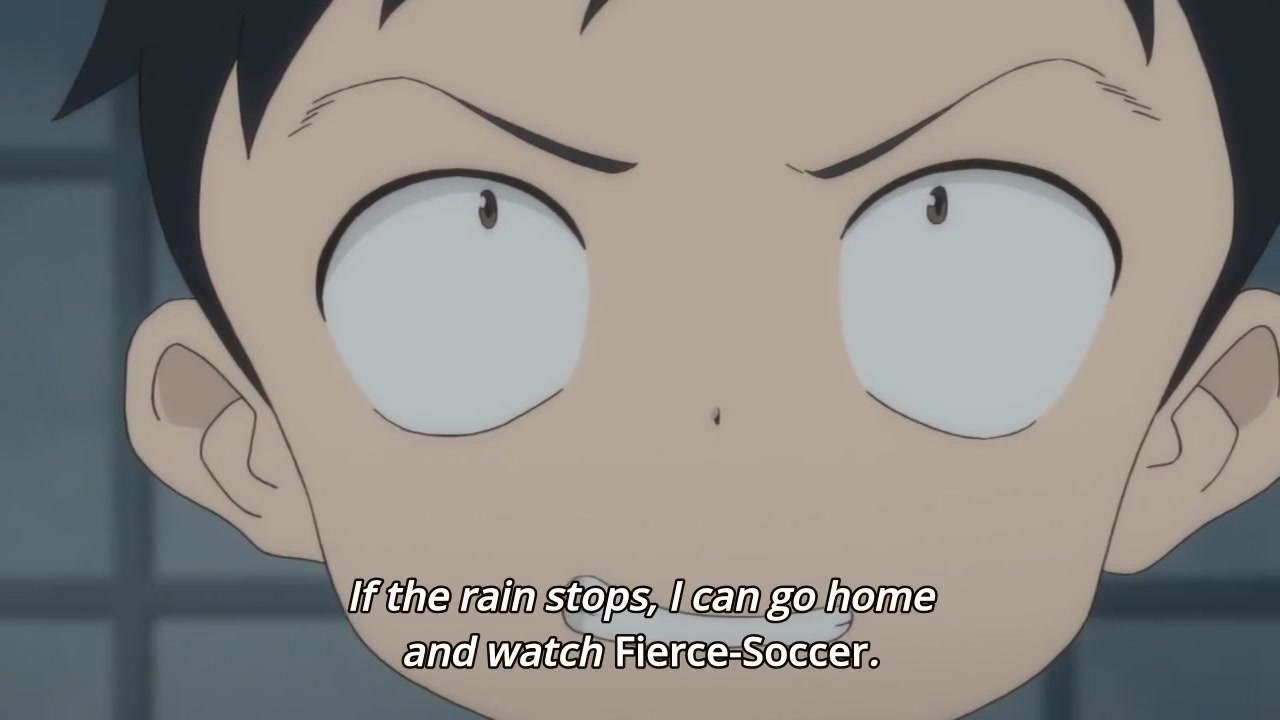 If the rain stops, I can go home
and watch Fierce-Soccer.